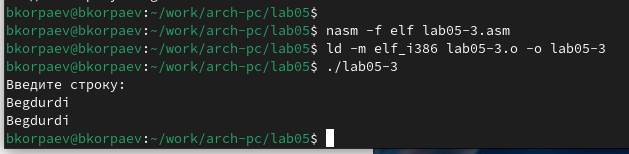 bkorpaev@bkorpaev:~/work/arch-pc/lab05$
bkorpaev@bkorpaev:~/work/arch-pc/lab05$ nasm -f elf lab05-3.asm
bkorpaev@bkorpaev:~/work/arch-pc/lab05$ ld -m elf_i386 lab05-3.o -o lab05-3
bkorpaev@bkorpaev:~/work/arch-pc/lab05$ ./lab05-3
Введите строку:
Begdurdi
Begdurdi
bkorpaev@bkorpaev:~/work/arch-pc/lab05$